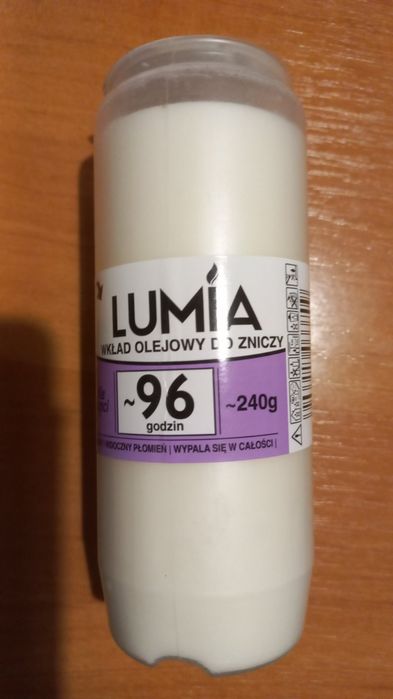 LUMIA
WKŁAD OLEJOWY DO ZNICZY
~96
godzin
~240g
WIDOCZNY PŁOMIEŃ | WYPALA SIĘ W CAŁOŚCI |